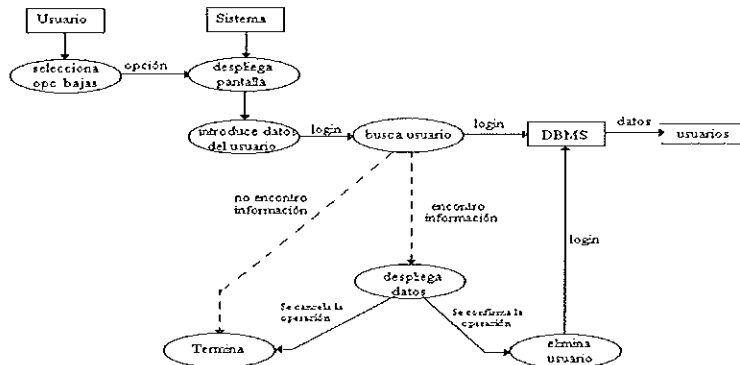 Usuario
Sistema
selecciona
opc bajas
opción
despliega
pantalla
introduce datos
del usuario
login
busca usuario
login
DBMS
datos
usuarios
no encontro
información
encontro
información
login
despliega
datos
Se cancela la
operación
Se confirma la
operación
Termina
elimina
usuario